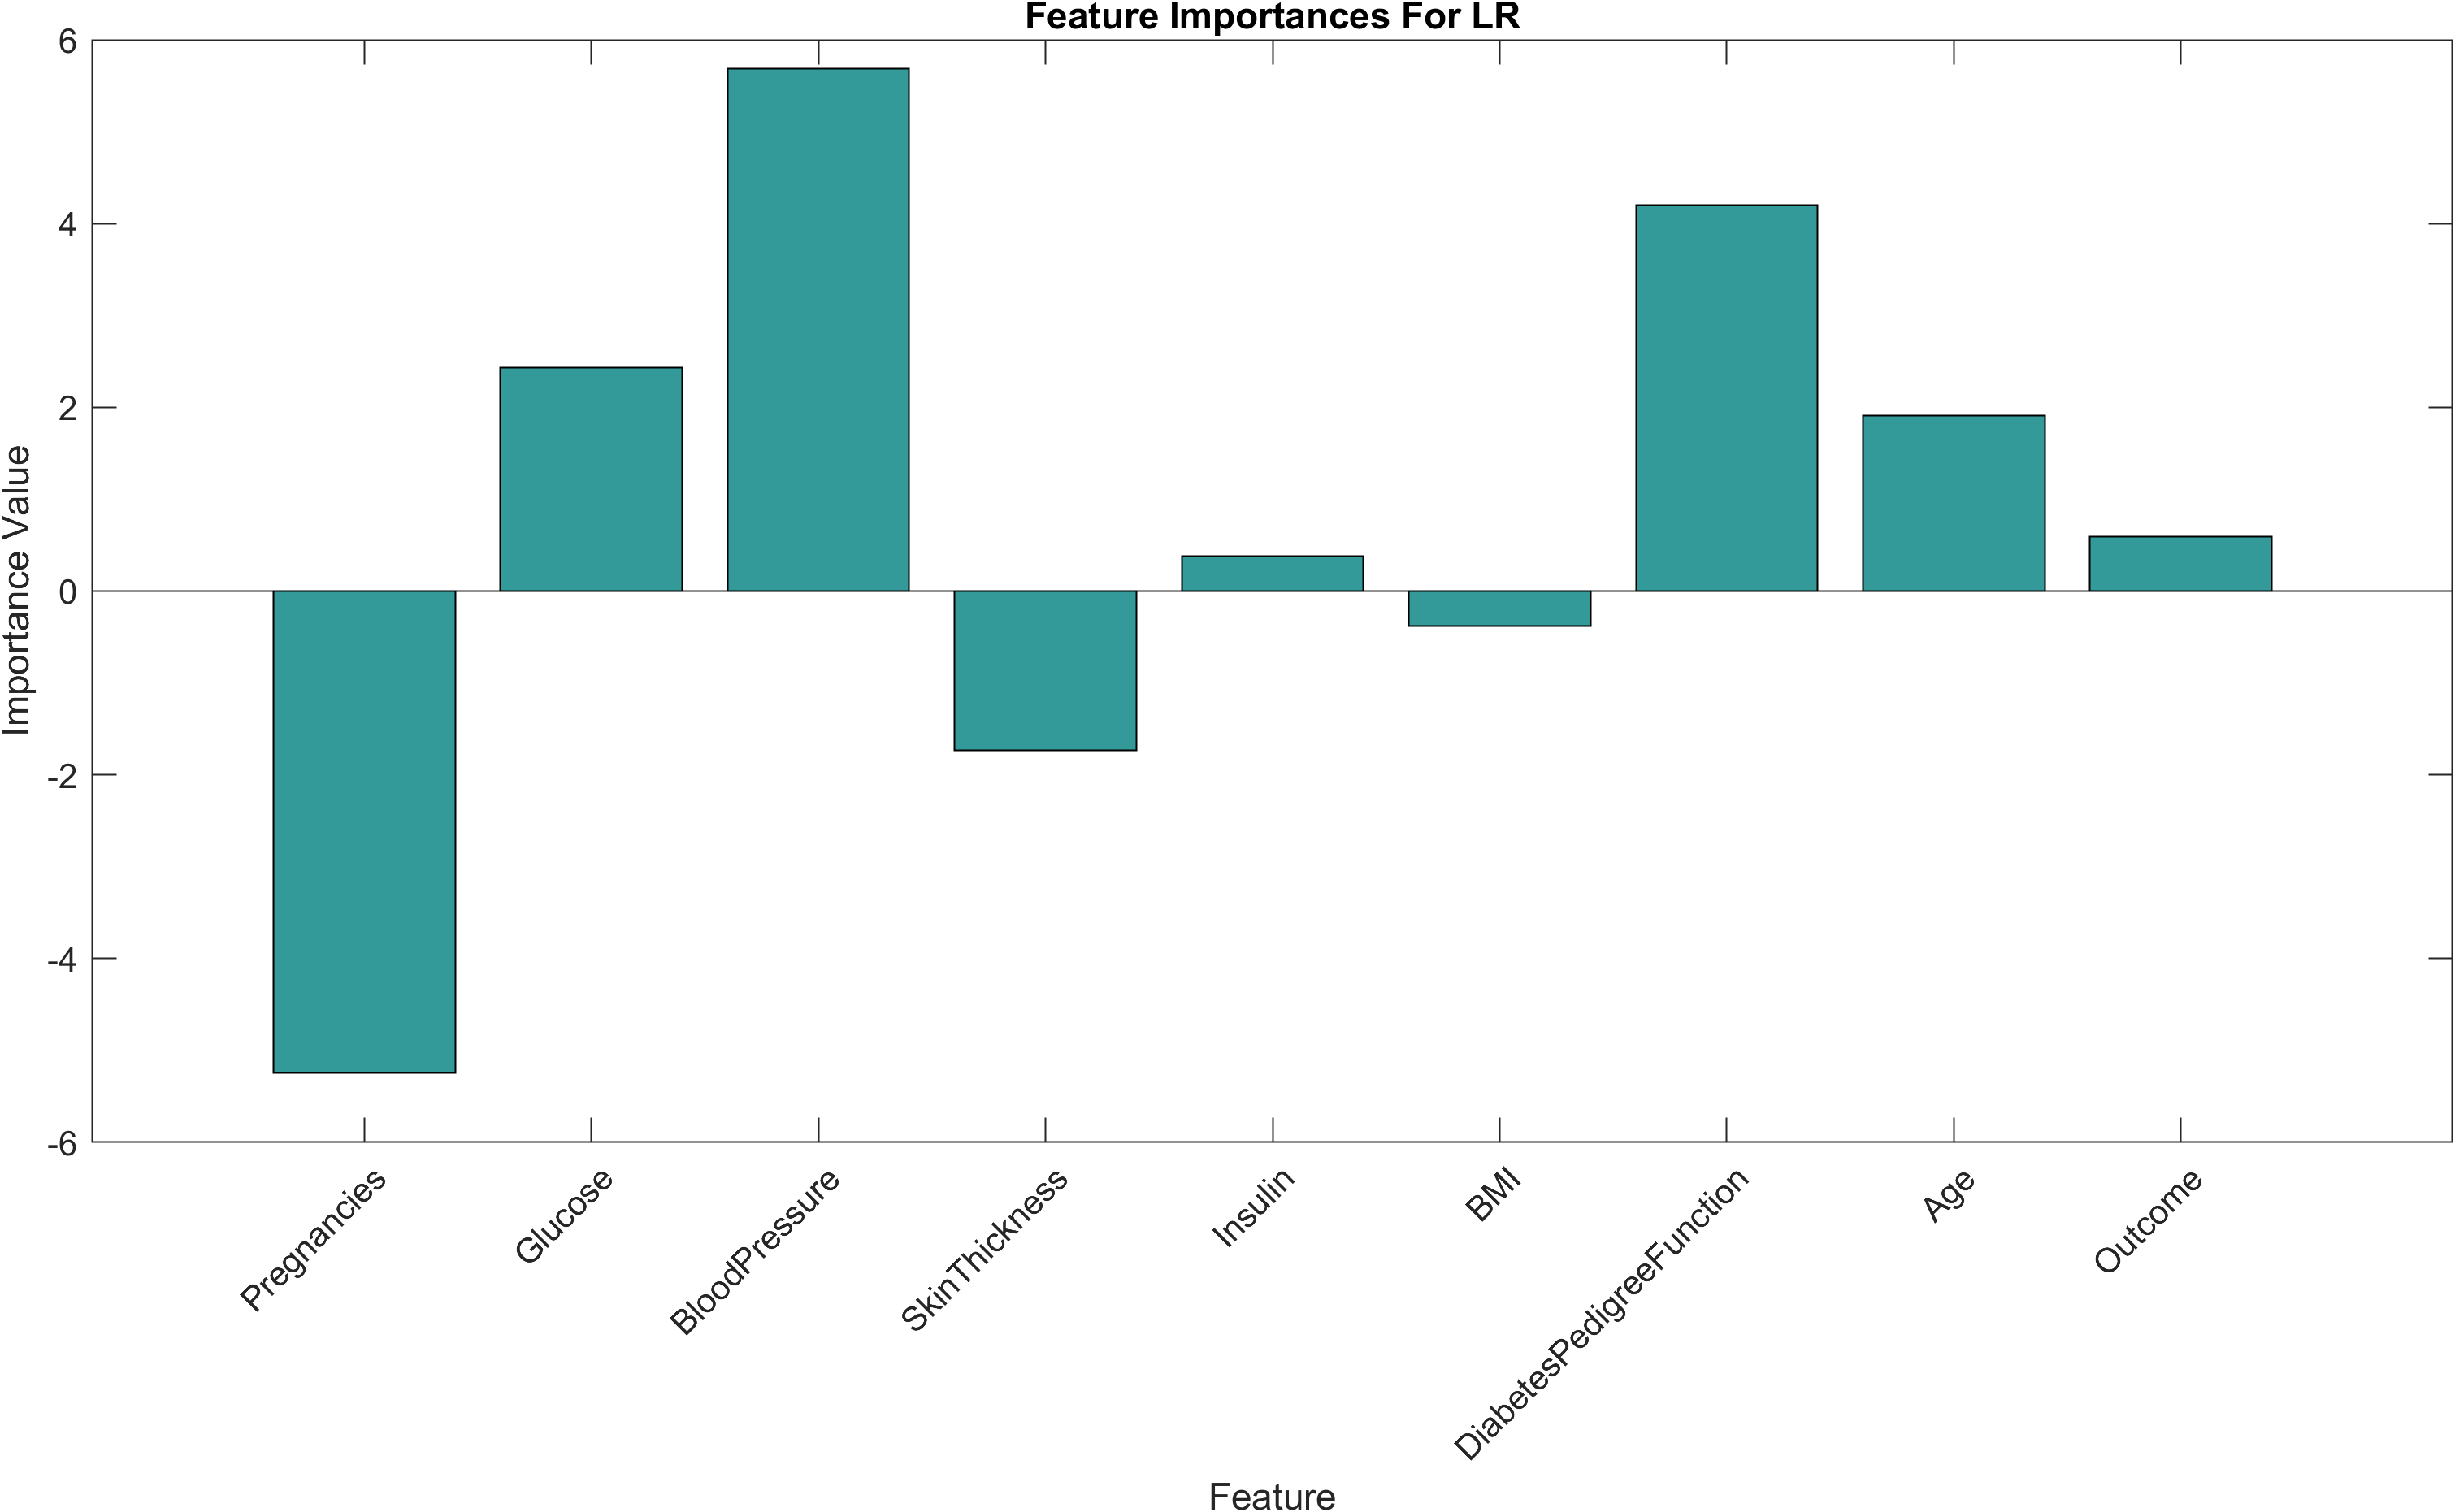 Feature Importances For LR
6
4
2
0
-2
-4
-6
Importance Value
Pregnancies
Glucose
BloodPressure
SkinThickness
Insulin
BMI
DiabetesPedigreeFunction
Age
Outcome
Feature